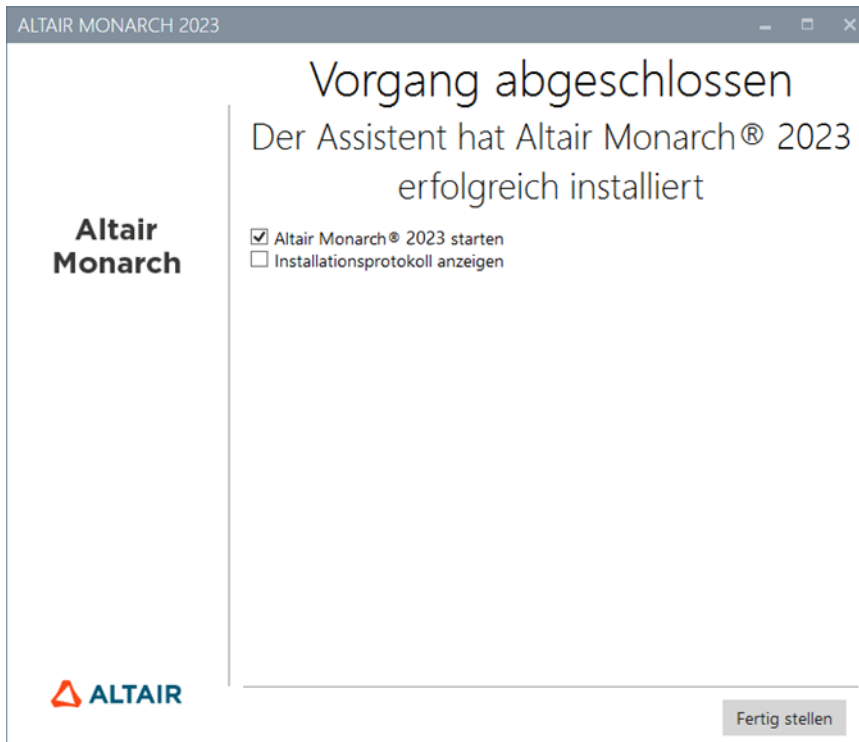 ALTAIR MONARCH 2023
Vorgang abgeschlossen
Der Assistent hat Altair Monarch® 2023
erfolgreich installiert
Altair
Monarch
Altair Monarch® 2023 starten
Installationsprotokoll anzeigen
ALTAIR
Fertig stellen